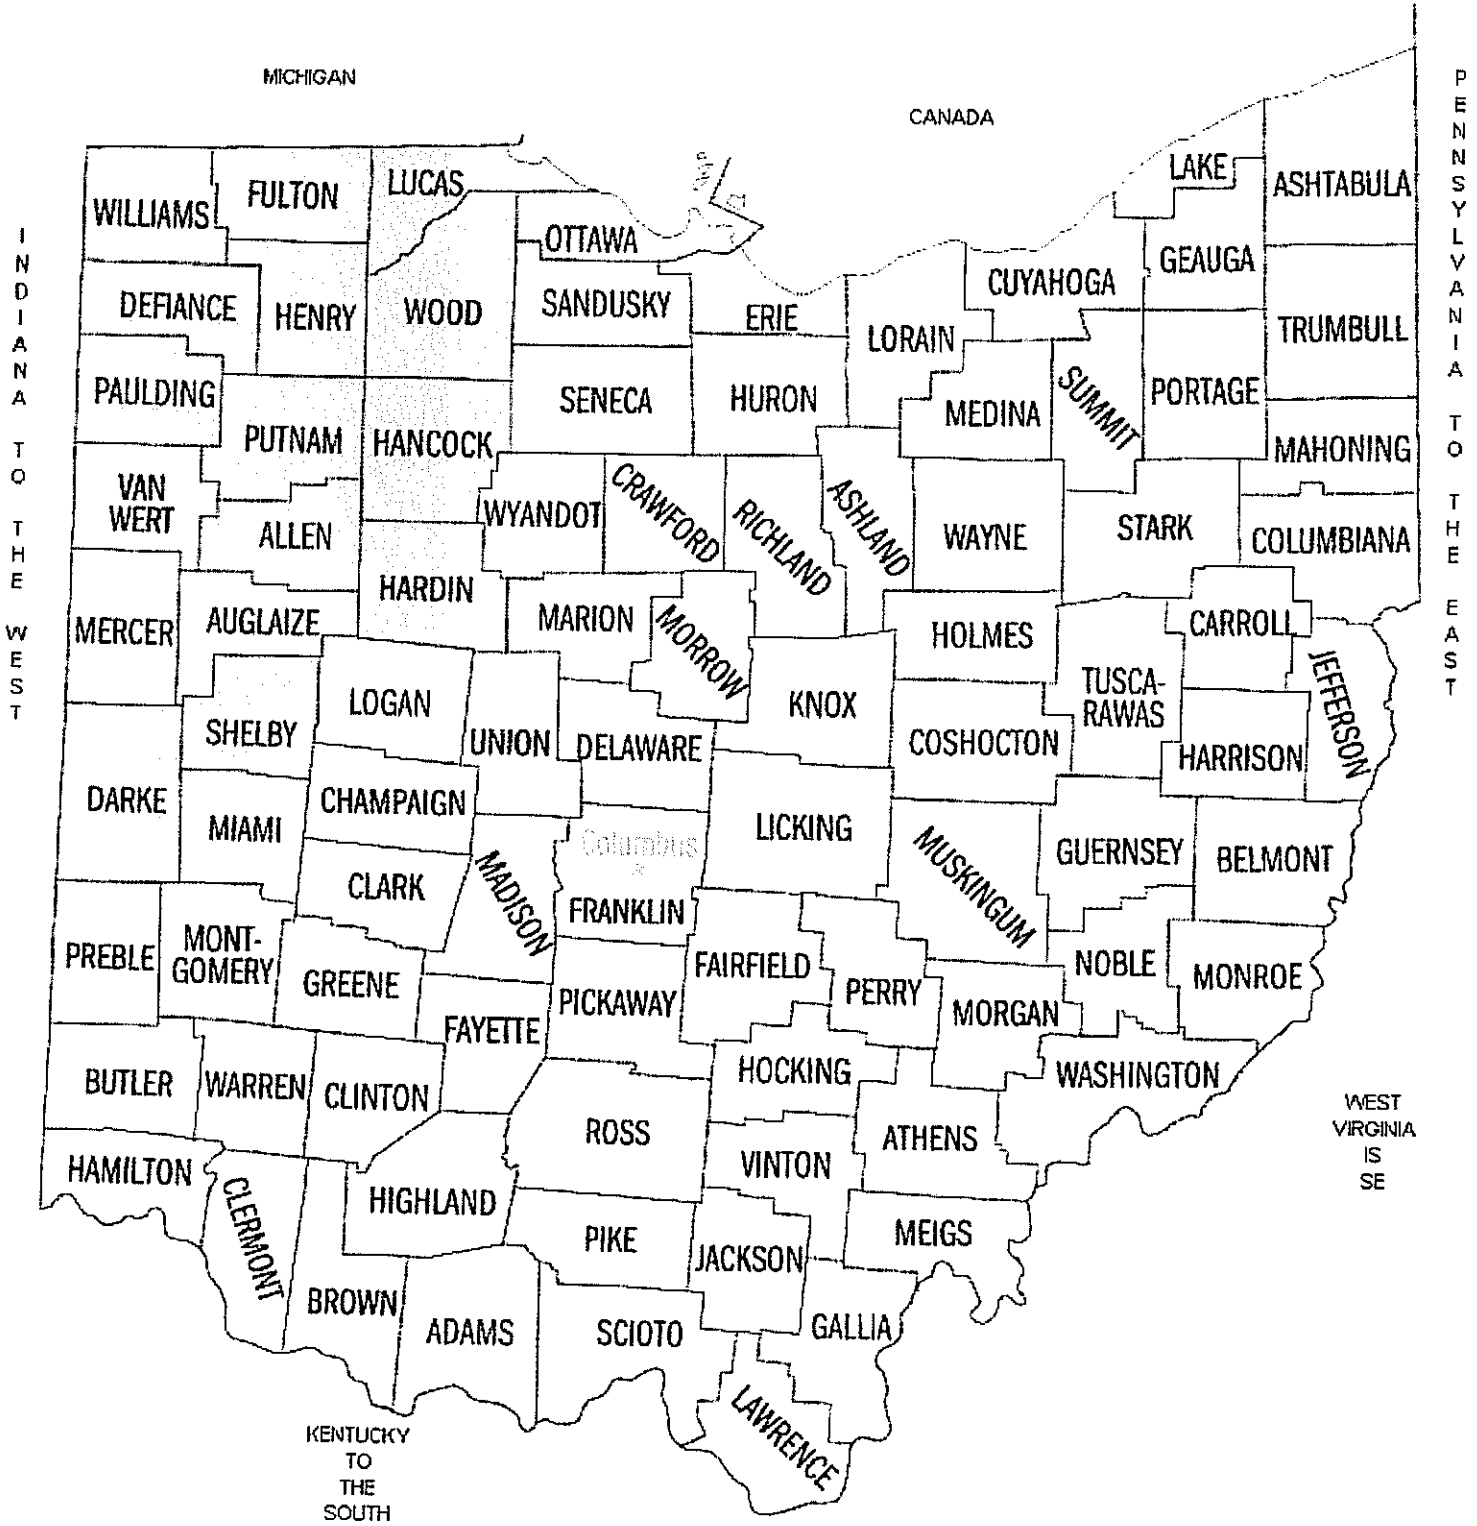 MICHIGAN
CANADA
PENNSYLVANIA TO THE EAST
INDIANA TO THE WEST
LAKE
ASHTABULA
LUCAS
FULTON
WILLIAMS
OTTAWA
GEAUGA
CUYAHOGA
DEFIANCE
HENRY
WOOD
SANDUSKY
ERIE
LORAIN
TRUMBULL
PAULDING
SENECA
HURON
MEDINA
SUMMIT
PORTAGE
PUTNAM
HANCOCK
MAHONING
VAN
WERT
ALLEN
WYANDOT
CRAWFORD
RICHLAND
ASHLAND
WAYNE
STARK
COLUMBIANA
HARDIN
MERCER
AUGLAIZE
MARION
MORROW
HOLMES
CARROLL
JEFFERSON
TUSCA-
RAWAS
LOGAN
KNOX
SHELBY
UNION
DELAWARE
COSHOCTON
HARRISON
DARKE
CHAMPAIGN
MIAMI
LICKING
Columbus
MUSKINGUM
GUERNSEY
BELMONT
CLARK
MADISON
FRANKLIN
PREBLE
MONT-
GOMERY
GREENE
FAIRFIELD
NOBLE
MONROE
PICKAWAY
PERRY
MORGAN
FAYETTE
BUTLER
WARREN
CLINTON
HOCKING
WASHINGTON
ROSS
ATHENS
WEST
VIRGINIA
IS
SE
HAMILTON
VINTON
HIGHLAND
CLERMONT
PIKE
JACKSON
MEIGS
BROWN
ADAMS
SCIOTO
GALLIA
LAWRENCE
KENTUCKY
TO
THE
SOUTH